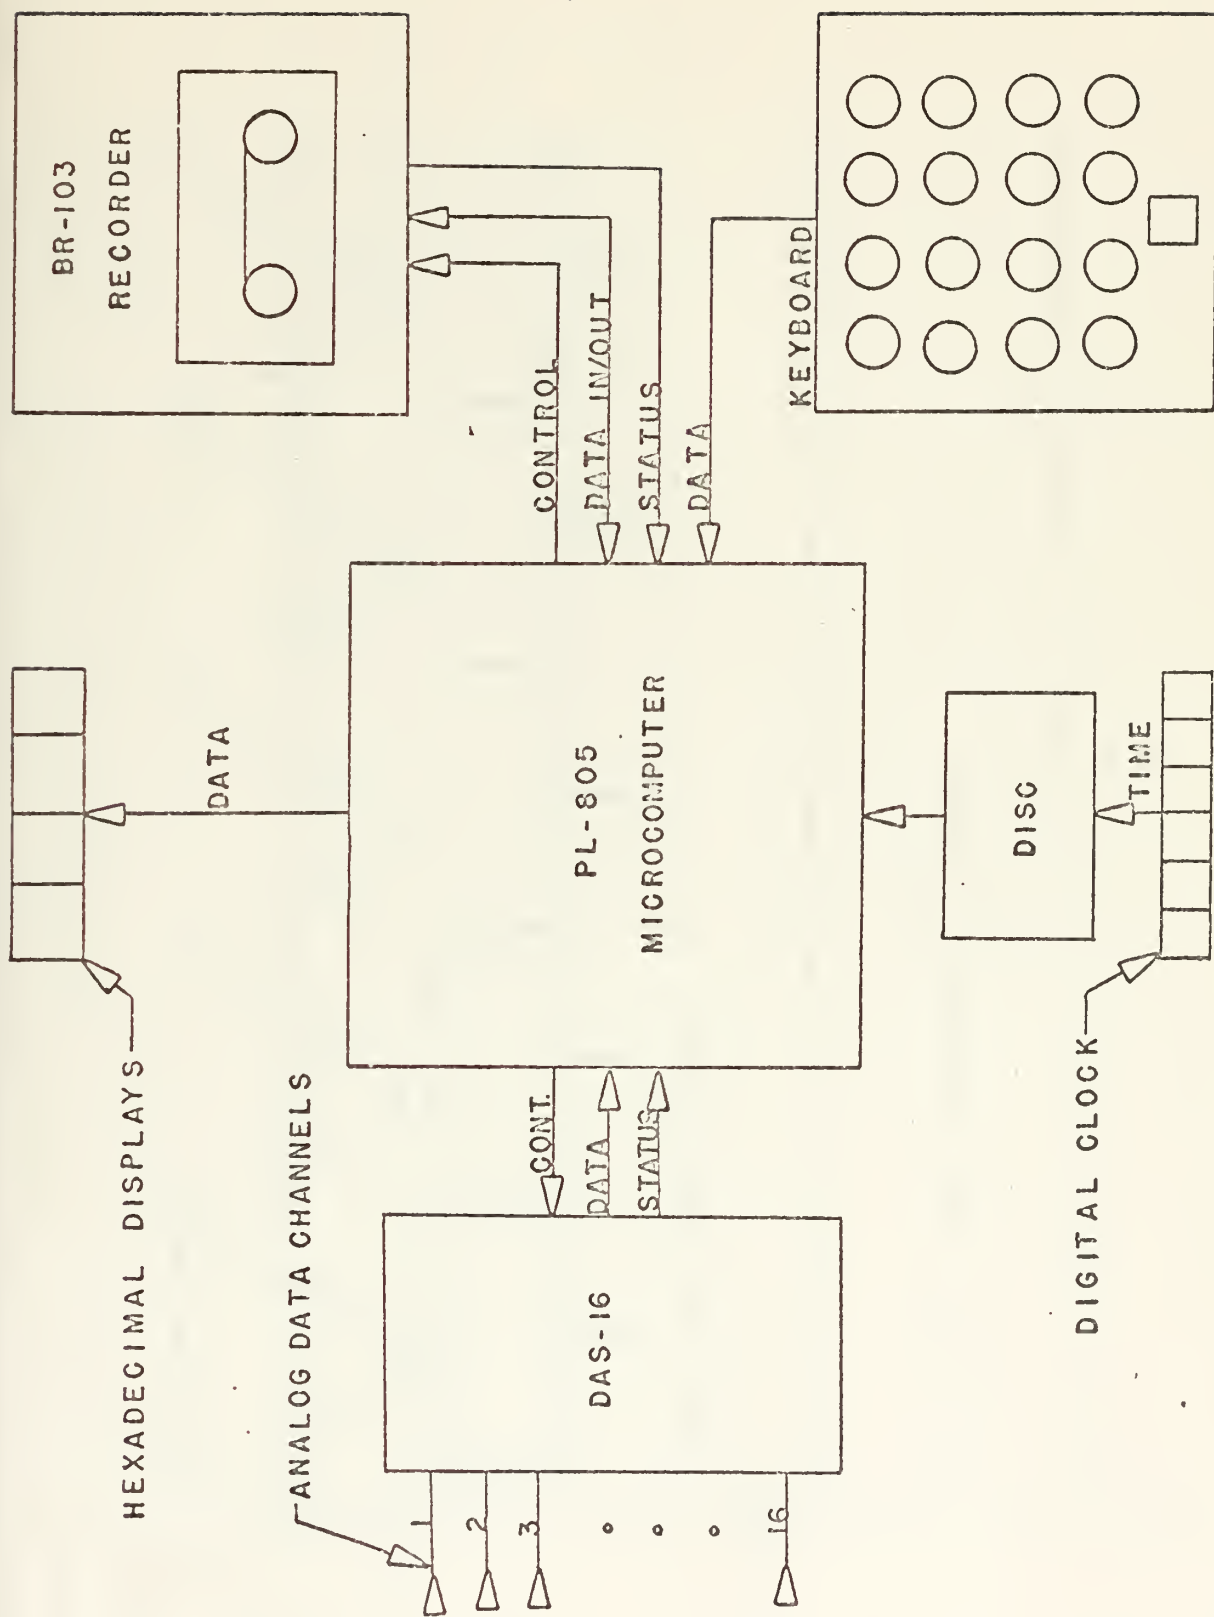 HEXADECIMAL DISPLAYS
BR-103
RECORDER
DATA
ANALOG DATA CHANNELS
1
2
3
16
DAS-16
CONT.
DATA
STATUS
PL-805
MICROCOMPUTER
CONTROL
DATA IN/OUT
STATUS
DATA
KEYBOARD
DISC
TIME
DIGITAL CLOCK